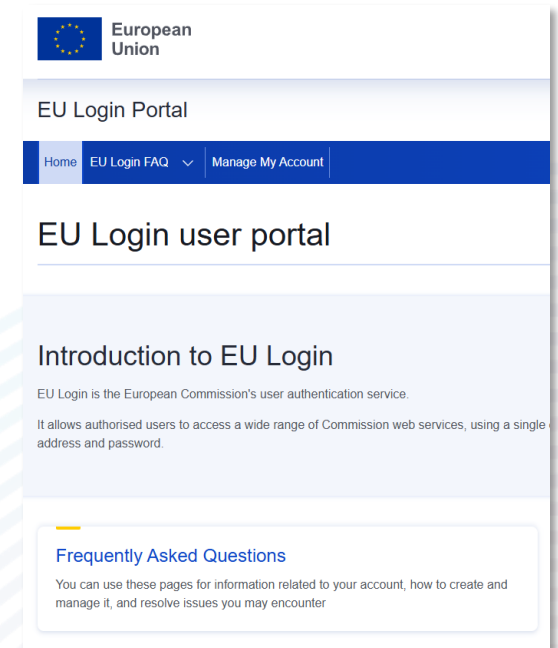 European
Union
EU Login Portal
Home EU Login FAQ Manage My Account
EU Login user portal
Introduction to EU Login
EU Login is the European Commission's user authentication service.
It allows authorised users to access a wide range of Commission web services, using a single
address and password.
Frequently Asked Questions
You can use these pages for information related to your account, how to create and
manage it, and resolve issues you may encounter